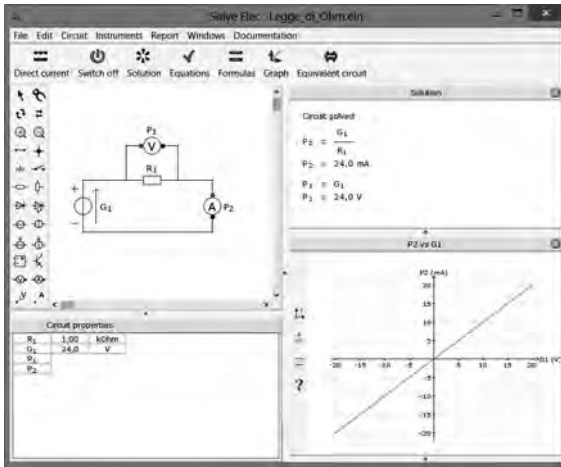 Solve Elec - Legge_di_Ohm.eln
File Edit Circuit Instruments Report Windows Documentation
Direct current Switch off Solution Equations Formulas Graph Equivalent circuit
P₁
V
R₁
+
G₁
-
A P₂
Circuit properties
R₁ 1,00 kOhm
G₁ 24,0 V
P₁
P₂
Solution
Circuit solved
P₂ = G₁
R₁
P₂ = 24,0 mA
P₁ = G₁
P₁ = 24,0 V
P2 vs G1
P2 (mA)
20
15
10
5
-20 -15 -10 -5 5 10 15 20 G1 (V)
-5
-10
-15
-20
?